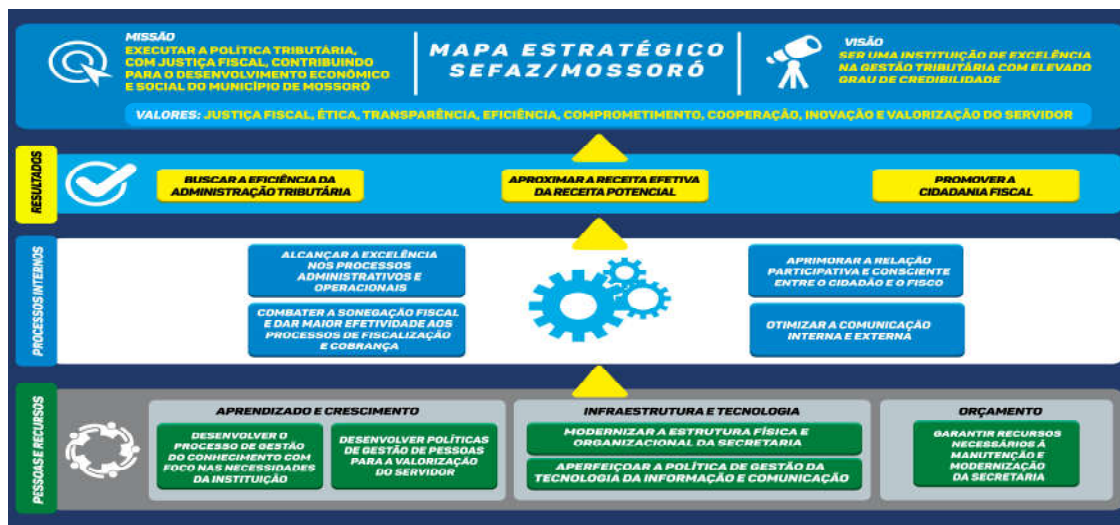 MISSÃO
EXECUTAR A POLÍTICA TRIBUTÁRIA,
COM JUSTIÇA FISCAL, CONTRIBUINDO
PARA O DESENVOLVIMENTO ECONÔMICO
E SOCIAL DO MUNICÍPIO DE MOSSORÓ
MAPA ESTRATÉGICO
SEFAZ/MOSSORÓ
VISÃO
SER UMA INSTITUIÇÃO DE EXCELÊNCIA
NA GESTÃO TRIBUTÁRIA COM ELEVADO
GRAU DE CREDIBILIDADE
VALORES: JUSTIÇA FISCAL, ÉTICA, TRANSPARÊNCIA, EFICIÊNCIA, COMPROMETIMENTO, COOPERAÇÃO, INOVAÇÃO E VALORIZAÇÃO DO SERVIDOR
RESULTADOS
BUSCAR A EFICIÊNCIA DA
ADMINISTRAÇÃO TRIBUTÁRIA
APROXIMAR A RECEITA EFETIVA
DA RECEITA POTENCIAL
PROMOVER A
CIDADANIA FISCAL
PROCESSOS INTERNOS
ALCANÇAR A EXCELÊNCIA
NOS PROCESSOS
ADMINISTRATIVOS E
OPERACIONAIS
COMBATER A SONEGAÇÃO FISCAL
E DAR MAIOR EFETIVIDADE AOS
PROCESSOS DE FISCALIZAÇÃO
E COBRANÇA
APRIMORAR A RELAÇÃO
PARTICIPATIVA E CONSCIENTE
ENTRE O CIDADÃO E O FISCO
OTIMIZAR A COMUNICAÇÃO
INTERNA E EXTERNA
PESSOAS E RECURSOS
APRENDIZADO E CRESCIMENTO
DESENVOLVER O
PROCESSO DE GESTÃO
DO CONHECIMENTO COM
FOCO NAS NECESSIDADES
DA INSTITUIÇÃO
DESENVOLVER POLÍTICAS
DE GESTÃO DE PESSOAS
PARA A VALORIZAÇÃO
DO SERVIDOR
INFRAESTRUTURA E TECNOLOGIA
MODERNIZAR A ESTRUTURA FÍSICA E
ORGANIZACIONAL DA SECRETARIA
APERFEIÇOAR A POLÍTICA DE GESTÃO DA
TECNOLOGIA DA INFORMAÇÃO E COMUNICAÇÃO
ORÇAMENTO
GARANTIR RECURSOS
NECESSÁRIOS À
MANUTENÇÃO E
MODERNIZAÇÃO
DA SECRETARIA